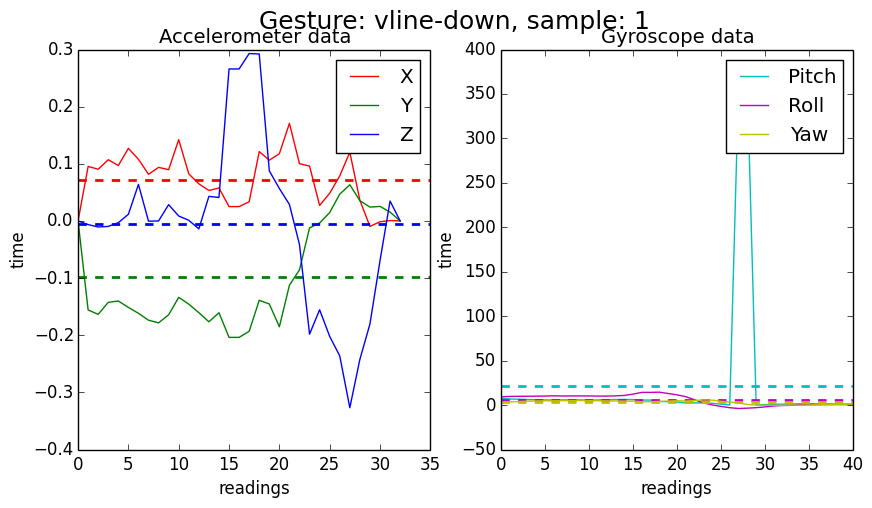 Gesture: vline-down, sample: 1
Accelerometer data
0.3
0.2
0.1
0.0
−0.1
−0.2
−0.3
−0.4
time
0 5 10 15 20 25 30 35
readings
X
Y
Z
Gyroscope data
400
350
300
250
200
150
100
50
0
−50
time
0 5 10 15 20 25 30 35 40
readings
Pitch
Roll
Yaw